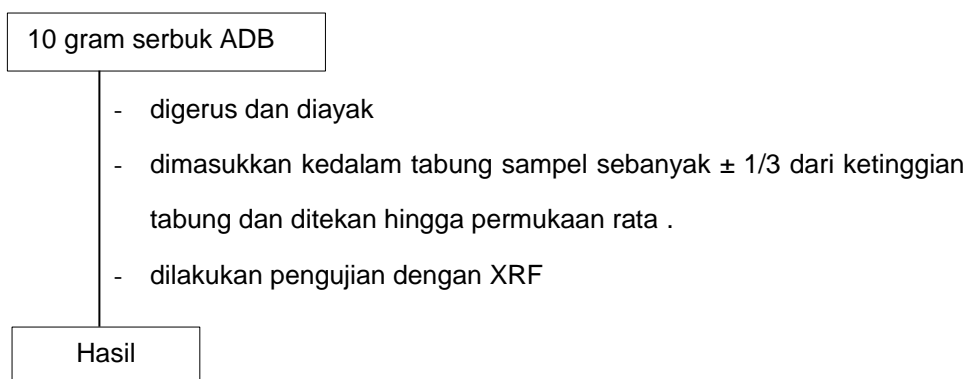 10 gram serbuk ADB
- digerus dan diayak
- dimasukkan kedalam tabung sampel sebanyak ± 1/3 dari ketinggian
tabung dan ditekan hingga permukaan rata .
- dilakukan pengujian dengan XRF
Hasil